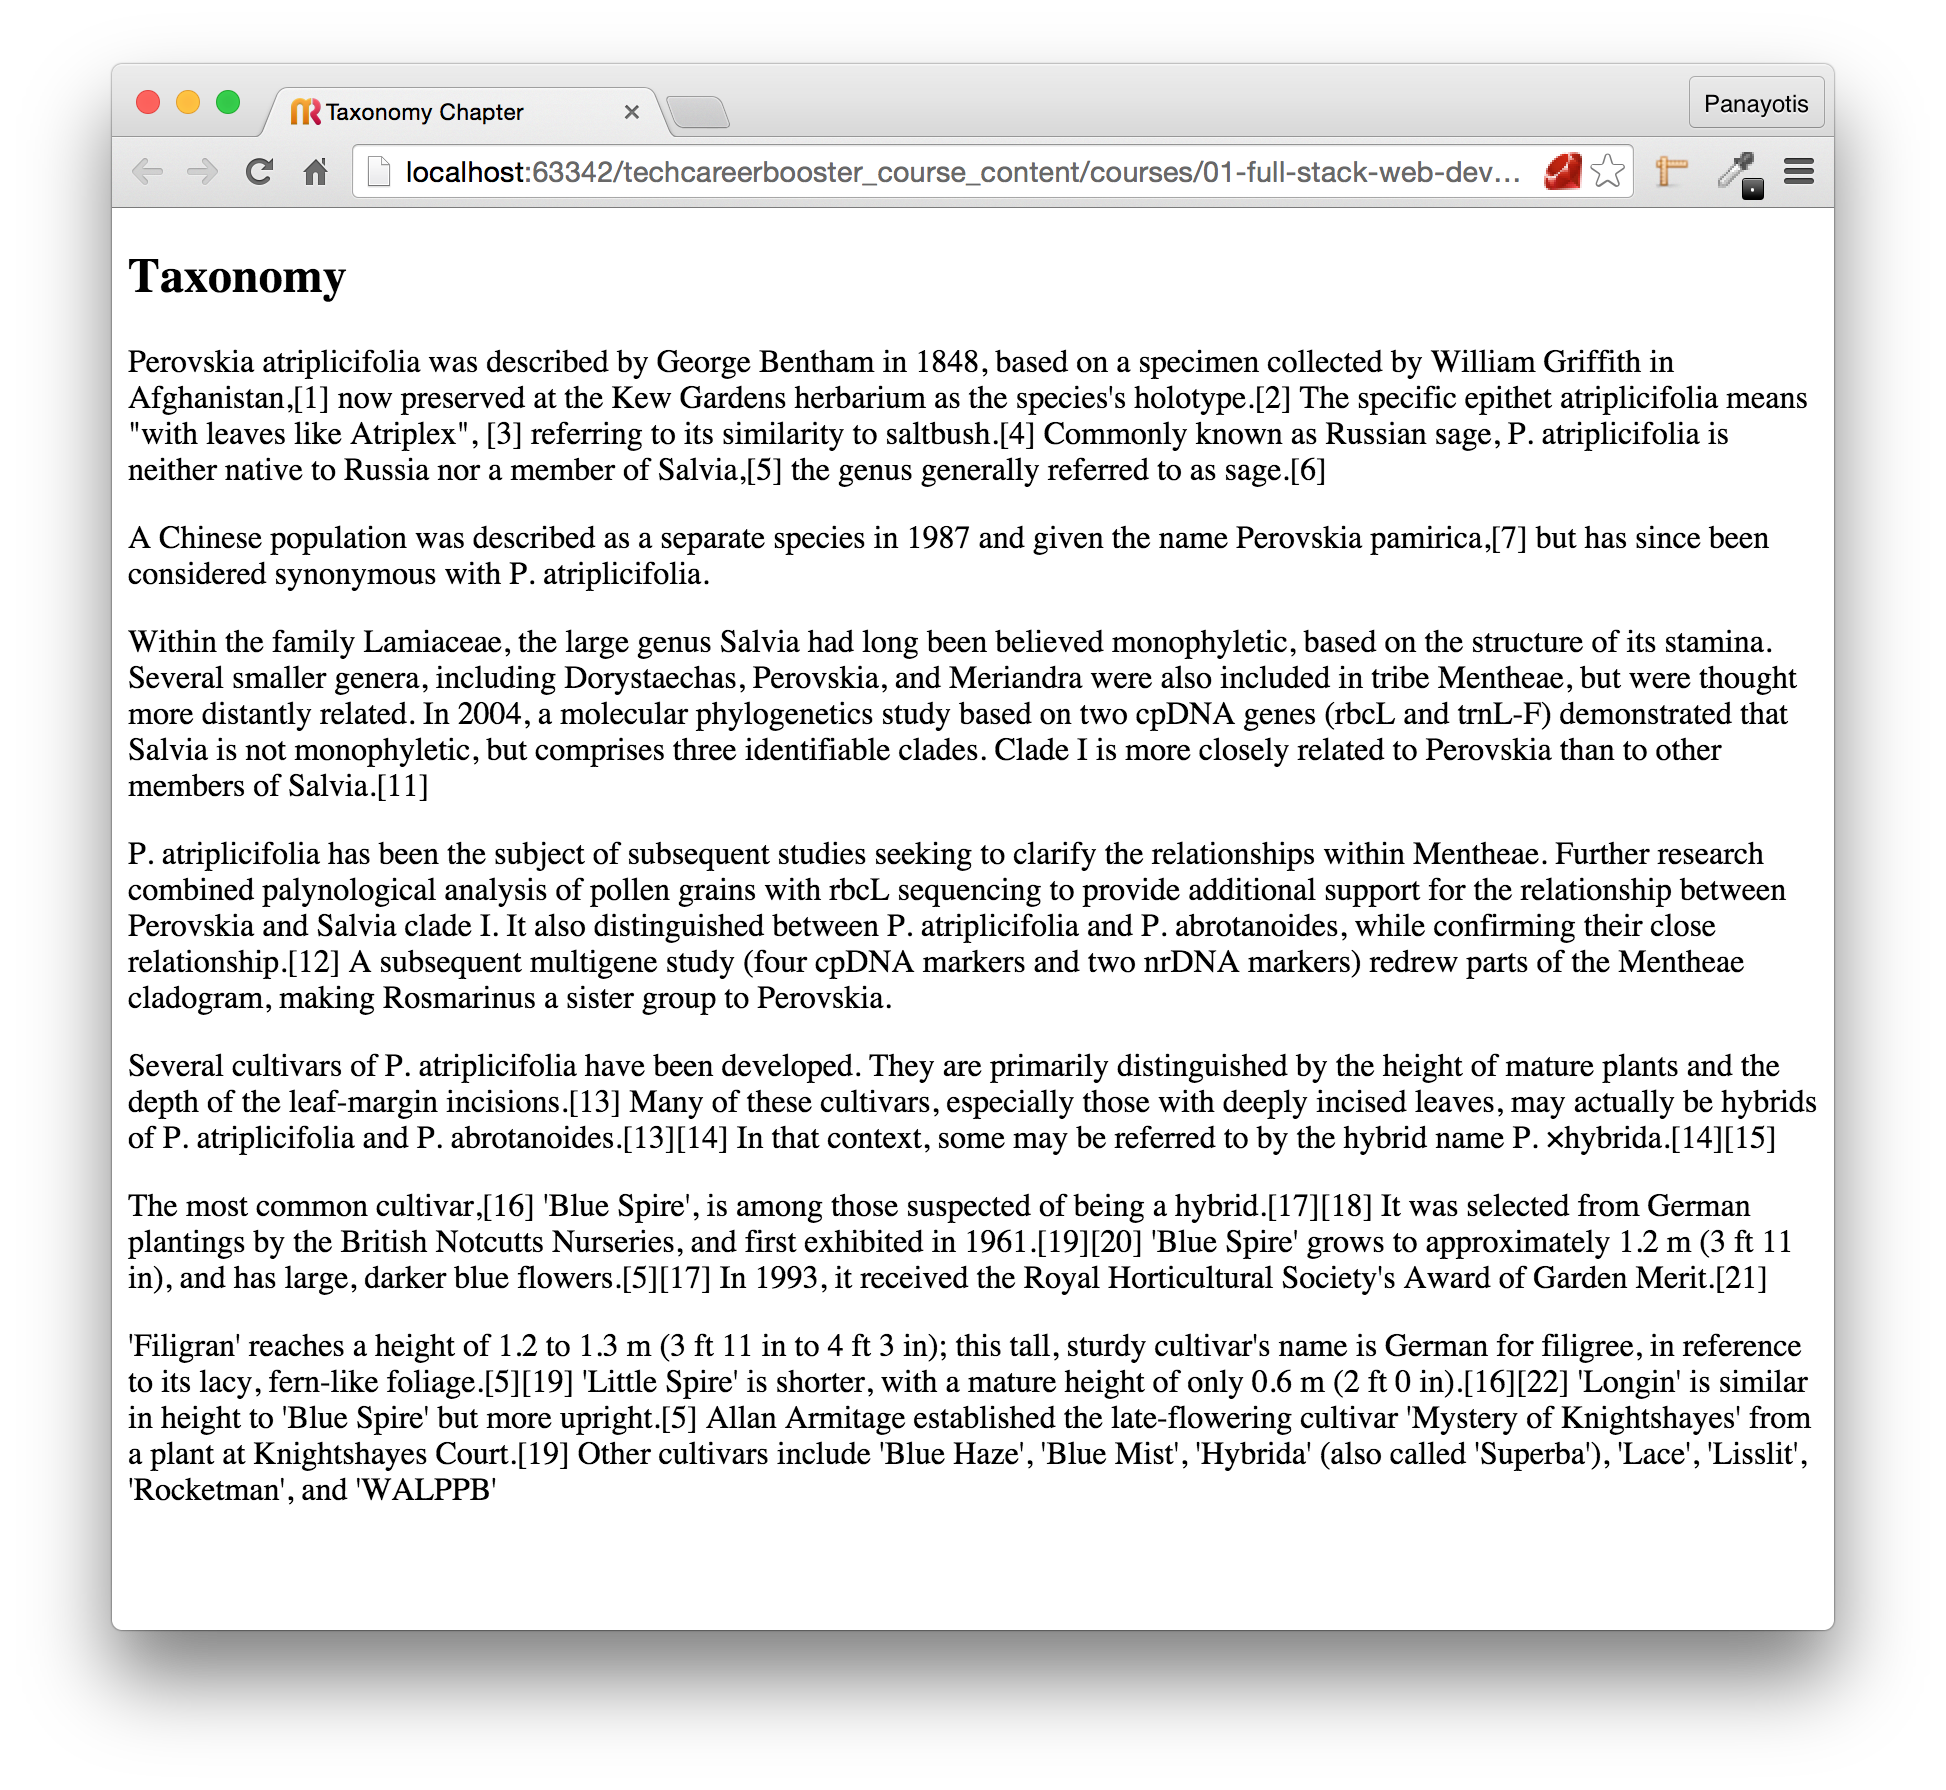 Taxonomy Chapter
Panayotis
localhost:63342/techcareerbooster_course_content/courses/01-full-stack-web-dev...
Taxonomy
Perovskia atriplicifolia was described by George Bentham in 1848, based on a specimen collected by William Griffith in
Afghanistan,[1] now preserved at the Kew Gardens herbarium as the species's holotype.[2] The specific epithet atriplicifolia means
"with leaves like Atriplex", [3] referring to its similarity to saltbush.[4] Commonly known as Russian sage, P. atriplicifolia is
neither native to Russia nor a member of Salvia,[5] the genus generally referred to as sage.[6]
A Chinese population was described as a separate species in 1987 and given the name Perovskia pamirica,[7] but has since been
considered synonymous with P. atriplicifolia.
Within the family Lamiaceae, the large genus Salvia had long been believed monophyletic, based on the structure of its stamina.
Several smaller genera, including Dorystaechas, Perovskia, and Meriandra were also included in tribe Mentheae, but were thought
more distantly related. In 2004, a molecular phylogenetics study based on two cpDNA genes (rbcL and trnL-F) demonstrated that
Salvia is not monophyletic, but comprises three identifiable clades. Clade I is more closely related to Perovskia than to other
members of Salvia.[11]
P. atriplicifolia has been the subject of subsequent studies seeking to clarify the relationships within Mentheae. Further research
combined palynological analysis of pollen grains with rbcL sequencing to provide additional support for the relationship between
Perovskia and Salvia clade I. It also distinguished between P. atriplicifolia and P. abrotanoides, while confirming their close
relationship.[12] A subsequent multigene study (four cpDNA markers and two nrDNA markers) redrew parts of the Mentheae
cladogram, making Rosmarinus a sister group to Perovskia.
Several cultivars of P. atriplicifolia have been developed. They are primarily distinguished by the height of mature plants and the
depth of the leaf-margin incisions.[13] Many of these cultivars, especially those with deeply incised leaves, may actually be hybrids
of P. atriplicifolia and P. abrotanoides.[13][14] In that context, some may be referred to by the hybrid name P. ×hybrida.[14][15]
The most common cultivar,[16] 'Blue Spire', is among those suspected of being a hybrid.[17][18] It was selected from German
plantings by the British Notcutts Nurseries, and first exhibited in 1961.[19][20] 'Blue Spire' grows to approximately 1.2 m (3 ft 11
in), and has large, darker blue flowers.[5][17] In 1993, it received the Royal Horticultural Society's Award of Garden Merit.[21]
'Filigran' reaches a height of 1.2 to 1.3 m (3 ft 11 in to 4 ft 3 in); this tall, sturdy cultivar's name is German for filigree, in reference
to its lacy, fern-like foliage.[5][19] 'Little Spire' is shorter, with a mature height of only 0.6 m (2 ft 0 in).[16][22] 'Longin' is similar
in height to 'Blue Spire' but more upright.[5] Allan Armitage established the late-flowering cultivar 'Mystery of Knightshayes' from
a plant at Knightshayes Court.[19] Other cultivars include 'Blue Haze', 'Blue Mist', 'Hybrida' (also called 'Superba'), 'Lace', 'Lisslit',
'Rocketman', and 'WALPPB'